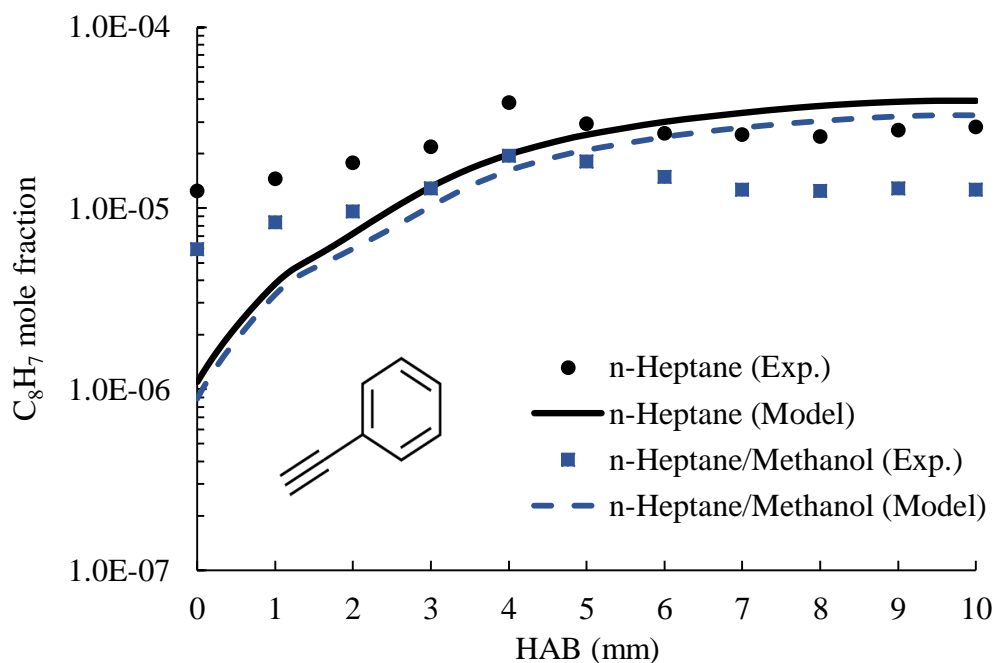 1.0E-04
1.0E-05
1.0E-06
1.0E-07
C₈H₇ mole fraction
n-Heptane (Exp.)
n-Heptane (Model)
n-Heptane/Methanol (Exp.)
n-Heptane/Methanol (Model)
0 1 2 3 4 5 6 7 8 9 10
HAB (mm)